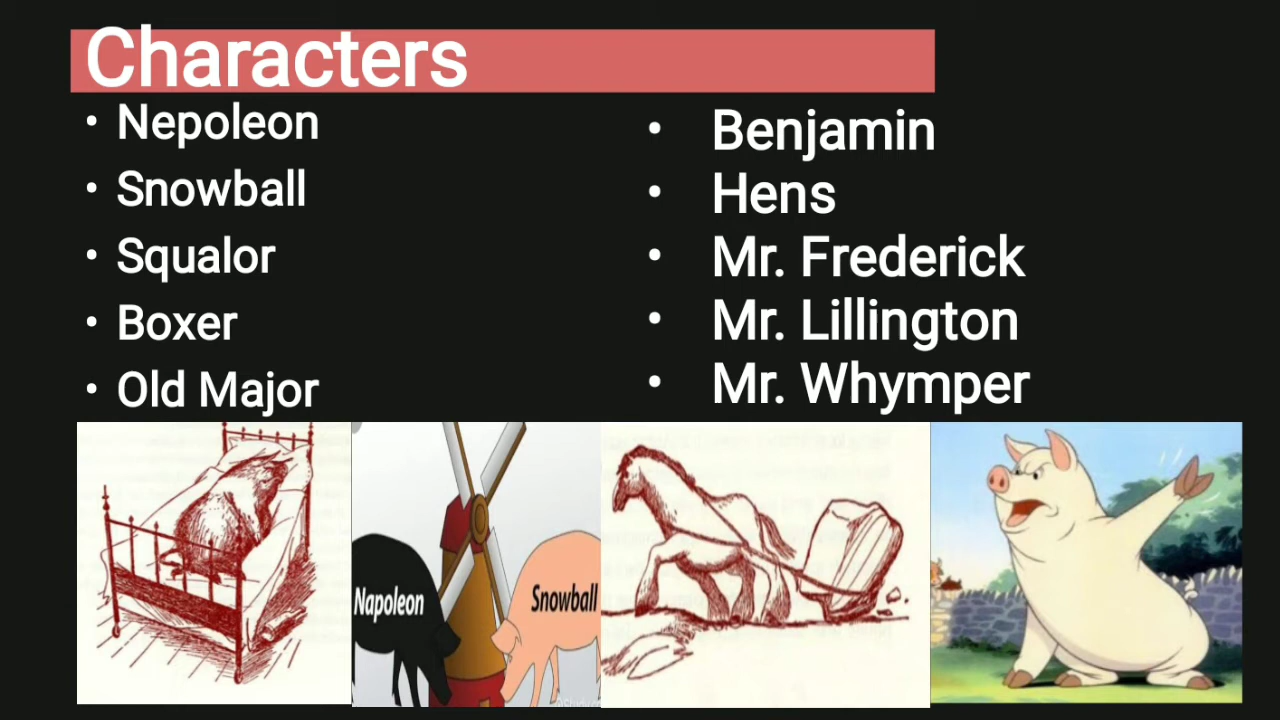 Characters
• Nepoleon
• Snowball
• Squalor
• Boxer
• Old Major
• Benjamin
• Hens
• Mr. Frederick
• Mr. Lillington
• Mr. Whymper
Napoleon
Snowball